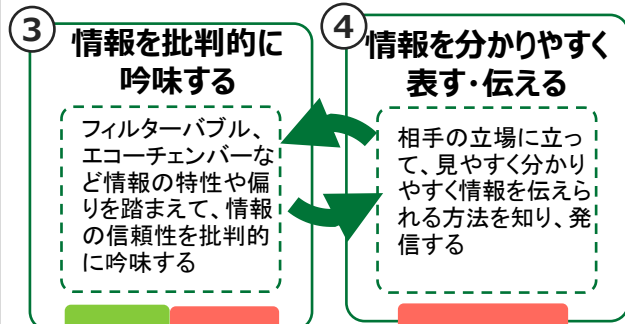 ③
情報を批判的に
吟味する
フィルターバブル、
エコーチェンバーな
ど情報の特性や偏
りを踏まえて、情報
の信頼性を批判的
に吟味する
④
情報を分かりやすく
表す・伝える
相手の立場に立っ
て、見やすく分かり
やすく情報を伝えら
れる方法を知り、発
信する